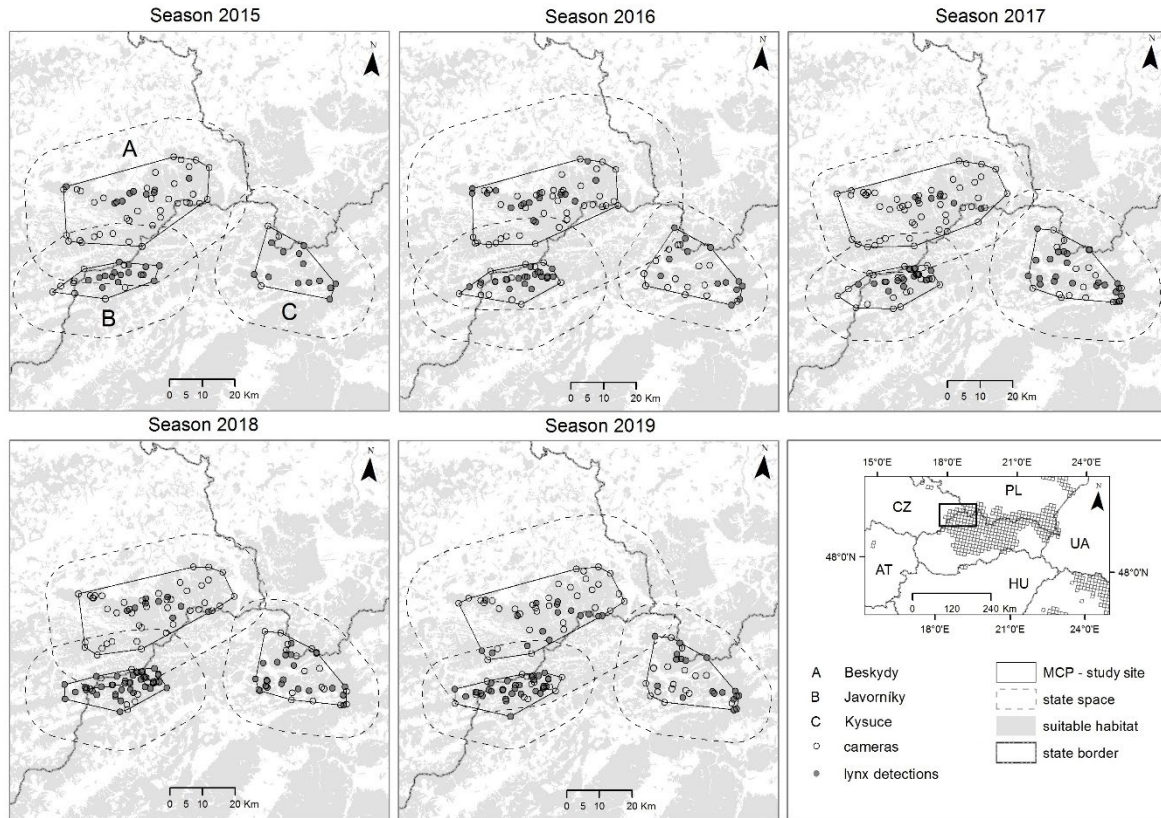 Season 2015
Season 2016
Season 2017
N
N
N
A
B
C
0 5 10 20 Km
0 5 10 20 Km
0 5 10 20 Km
Season 2018
Season 2019
N
N
0 5 10 20 Km
0 5 10 20 Km
15°0'E 18°0'E 21°0'E 24°0'E
N
PL
CZ
UA
48°0'N
48°0'N
AT
HU
0 120 240 Km
18°0'E 21°0'E 24°0'E
A Beskydy
B Javorníky
C Kysuce
cameras
lynx detections
MCP - study site
state space
suitable habitat
state border